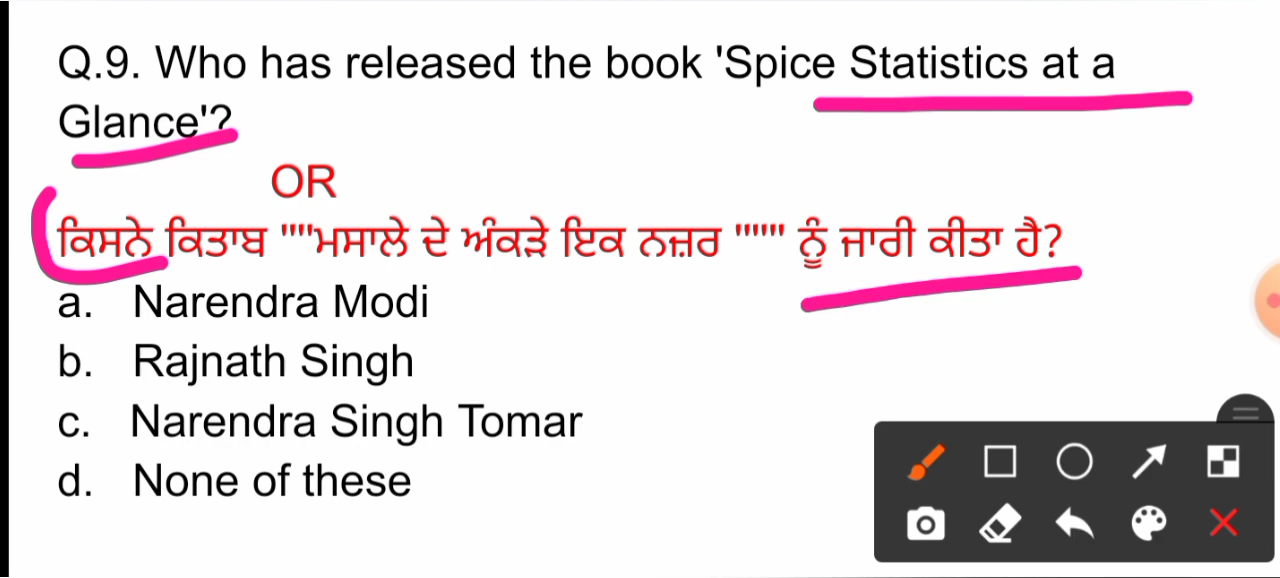 Q.9. Who has released the book 'Spice Statistics at a
Glance'?
OR
ਕਿਸਨੇ ਕਿਤਾਬ """ਮਸਾਲੇ ਦੇ ਅੰਕੜੇ ਇਕ ਨਜ਼ਰ """" ਨੂੰ ਜਾਰੀ ਕੀਤਾ ਹੈ?
a. Narendra Modi
b. Rajnath Singh
c. Narendra Singh Tomar
d. None of these